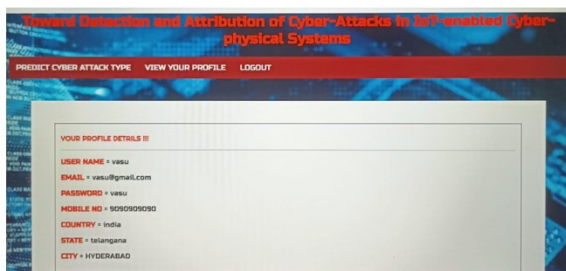 Toward Detection and Attribution of Cyber-Attacks in IoT-enabled Cyber-
physical Systems
PREDICT CYBER ATTACK TYPE VIEW YOUR PROFILE LOGOUT
YOUR PROFILE DETAILS !!!
USER NAME = vasu
EMAIL = vasu@gmail.com
PASSWORD = vasu
MOBILE NO = 9090909090
COUNTRY = india
STATE = telangana
CITY = HYDERABAD